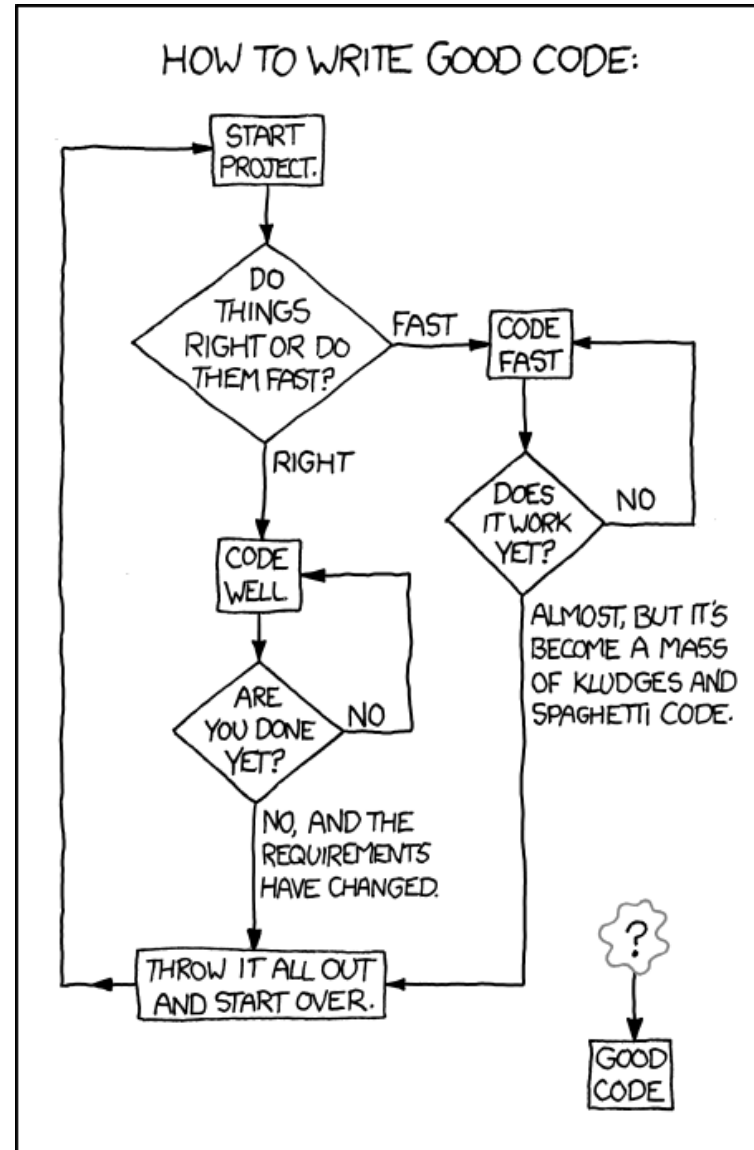 HOW TO WRITE GOOD CODE:
START
PROJECT.
DO
THINGS
RIGHT OR DO
THEM FAST?
FAST
CODE
FAST
RIGHT
DOES
IT WORK
YET?
NO
CODE
WELL
ALMOST, BUT IT'S
BECOME A MASS
OF KLUDGES AND
SPAGHETTI CODE.
ARE
YOU DONE
YET?
NO
NO, AND THE
REQUIREMENTS
HAVE CHANGED.
THROW IT ALL OUT
AND START OVER.
?
GOOD
CODE